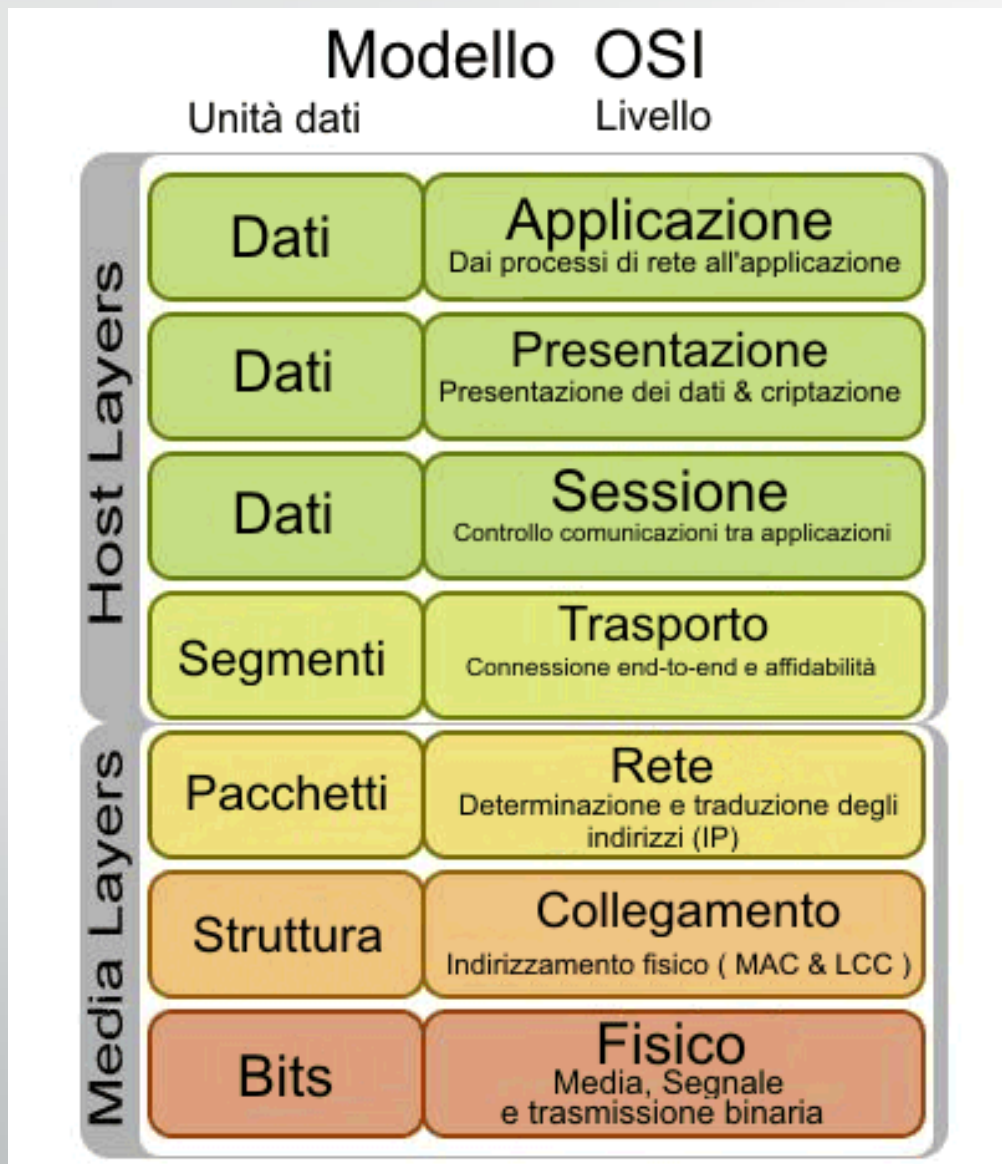 Modello OSI
Unità dati Livello
Host Layers
Dati
Applicazione
Dai processi di rete all'applicazione
Dati
Presentazione
Presentazione dei dati & criptazione
Dati
Sessione
Controllo comunicazioni tra applicazioni
Segmenti
Trasporto
Connessione end-to-end e affidabilità
Media Layers
Pacchetti
Rete
Determinazione e traduzione degli
indirizzi (IP)
Struttura
Collegamento
Indirizzamento fisico ( MAC & LCC )
Bits
Fisico
Media, Segnale
e trasmissione binaria